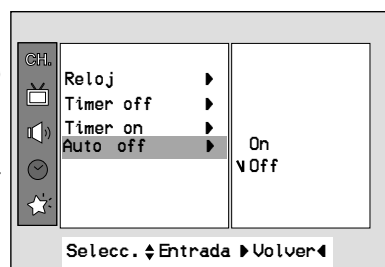 CH.
Reloj ▶
Timer off ▶
Timer on ▶
Auto off ▶
On
√ Off
Selecc. ▲▼ Entrada ▶ Volver ◀